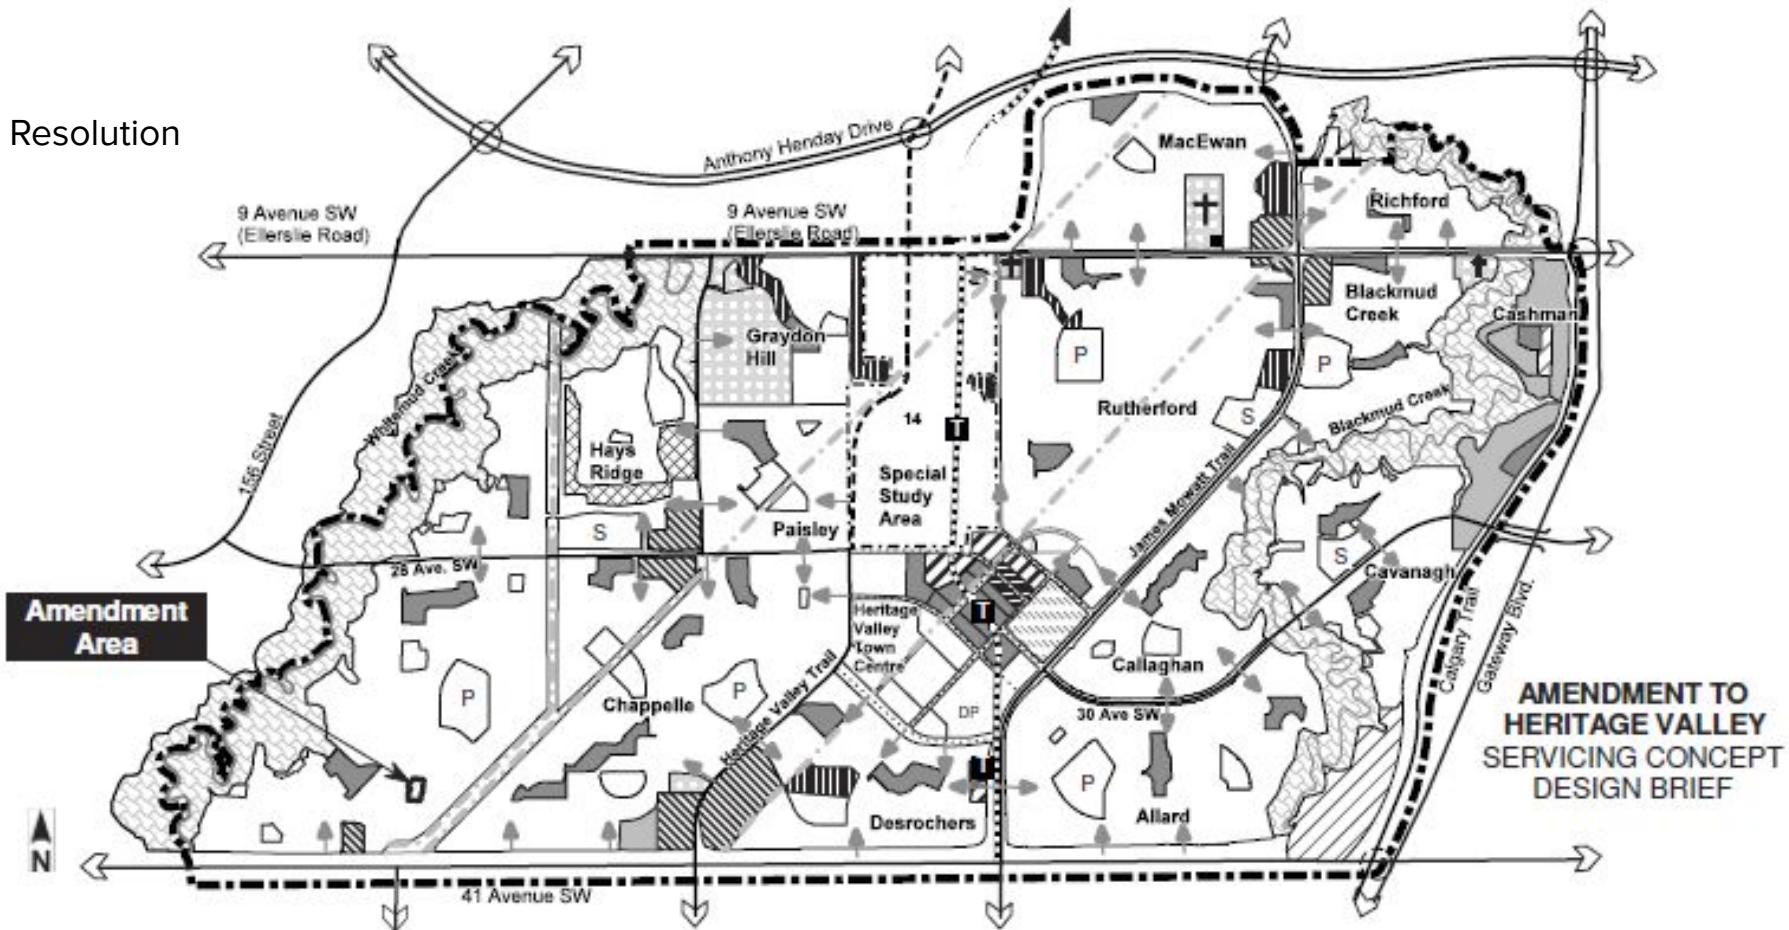 Resolution
Anthony Henday Drive
MacEwan
Richford
9 Avenue SW
(Ellerslie Road)
9 Avenue SW
(Ellerslie Road)
Blackmud
Creek
Cashman
Graydon
Hill
P
P
Whitemud Creek
14
Rutherford
S
Blackmud Creek
T
156 Street
Hays
Ridge
Special
Study
Area
James Mowatt Trail
S
Paisley
S
28 Ave. SW
Cavanagh
Amendment
Area
Heritage
Valley
Town
Centre
T
Callaghan
Calgary Trail
Gateway Blvd.
P
P
Chappelle
Heritage Valley Trail
DP
30 Ave SW
AMENDMENT TO
HERITAGE VALLEY
SERVICING CONCEPT
DESIGN BRIEF
P
Desrochers
Allard
N
41 Avenue SW